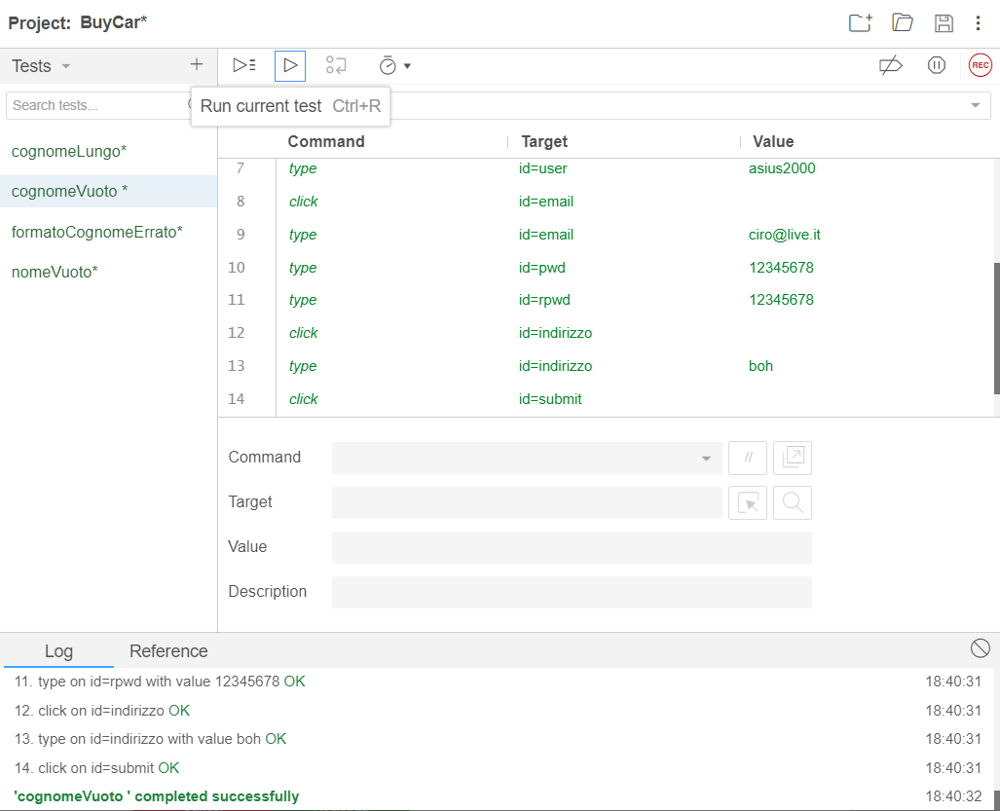 Project: BuyCar*
Tests
REC
Search tests...
Run current test Ctrl+R
Command Target Value
cognomeLungo*
cognomeVuoto *
formatoCognomeErrato*
nomeVuoto*
7 type id=user asius2000
8 click id=email
9 type id=email ciro@live.it
10 type id=pwd 12345678
11 type id=rpwd 12345678
12 click id=indirizzo
13 type id=indirizzo boh
14 click id=submit
Command //
Target
Value
Description
Log Reference
11. type on id=rpwd with value 12345678 OK 18:40:31
12. click on id=indirizzo OK 18:40:31
13. type on id=indirizzo with value boh OK 18:40:31
14. click on id=submit OK 18:40:31
'cognomeVuoto ' completed successfully 18:40:32